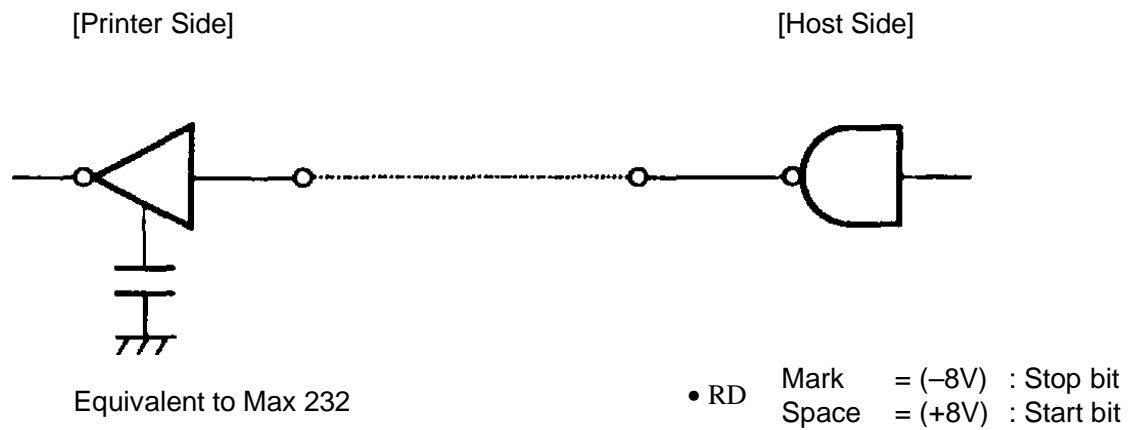 [Printer Side] [Host Side]
Equivalent to Max 232
• RD Mark = (–8V) : Stop bit
Space = (+8V) : Start bit